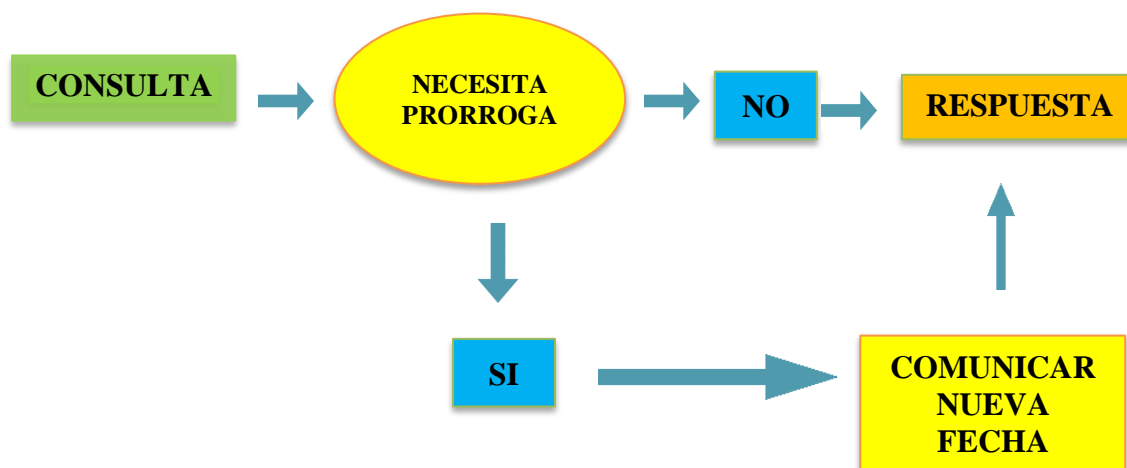 CONSULTA
NECESITA
PRORROGA
NO
RESPUESTA
SI
COMUNICAR
NUEVA
FECHA